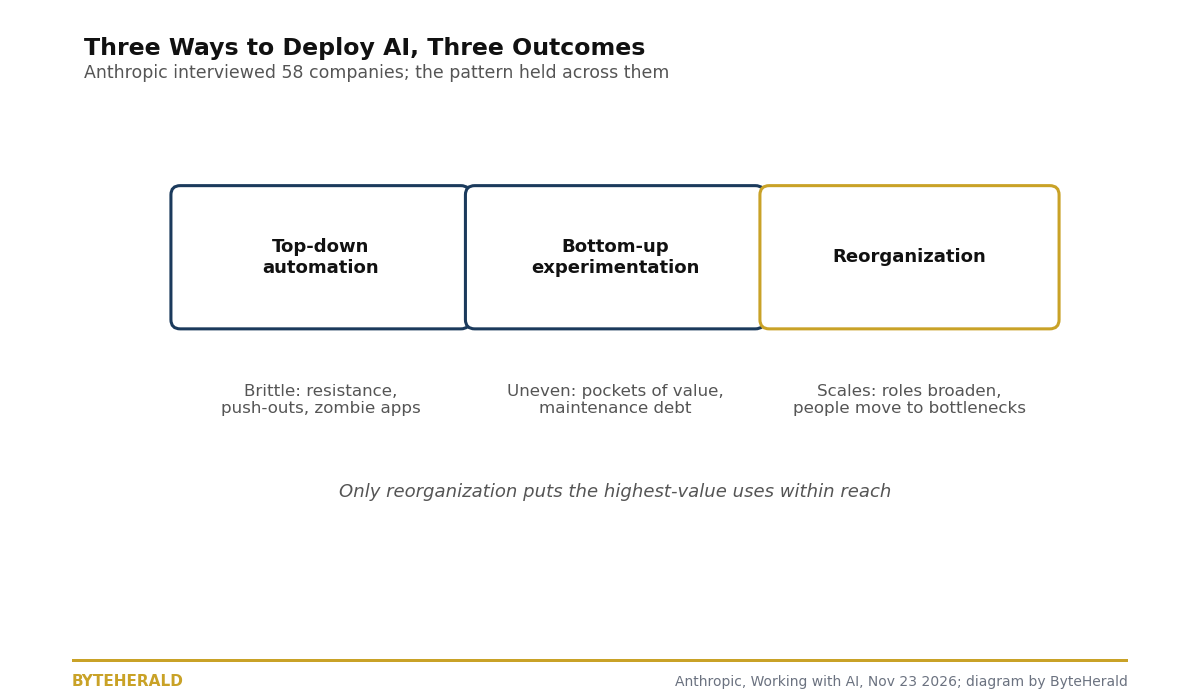 Three Ways to Deploy AI, Three Outcomes
Anthropic interviewed 58 companies; the pattern held across them
Top-down
automation
Bottom-up
experimentation
Reorganization
Brittle: resistance,
push-outs, zombie apps
Uneven: pockets of value,
maintenance debt
Scales: roles broaden,
people move to bottlenecks
Only reorganization puts the highest-value uses within reach
BYTEHERALD
Anthropic, Working with AI, Nov 23 2026; diagram by ByteHerald